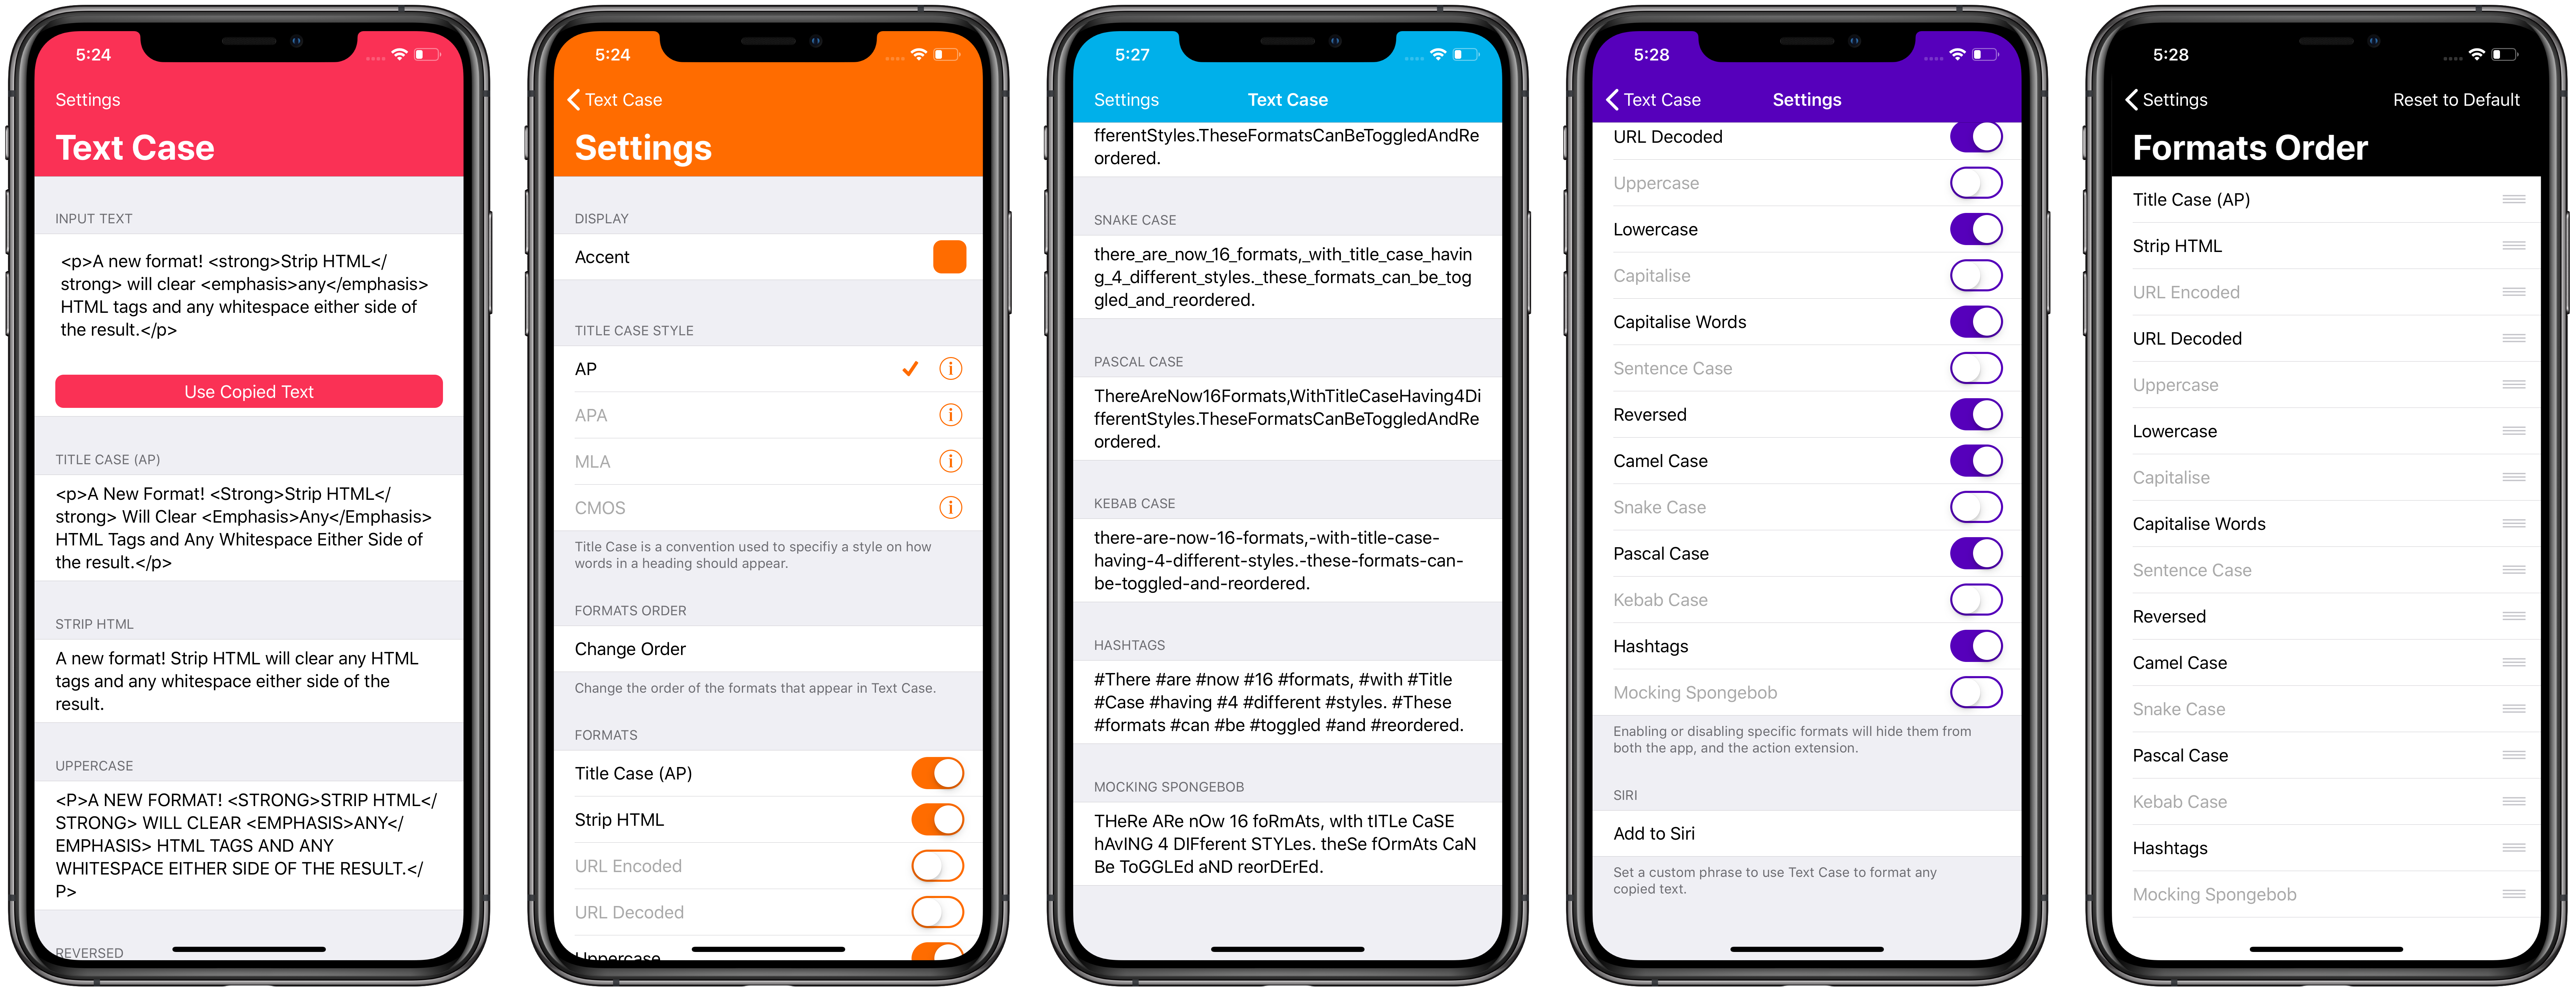 5:24
Settings
Text Case
INPUT TEXT
<p>A new format! <strong>Strip HTML</
strong> will clear <emphasis>any</emphasis>
HTML tags and any whitespace either side of
the result.</p>
Use Copied Text
TITLE CASE (AP)
<p>A New Format! <Strong>Strip HTML</
strong> Will Clear <Emphasis>Any</Emphasis>
HTML Tags and Any Whitespace Either Side of
the result.</p>
STRIP HTML
A new format! Strip HTML will clear any HTML
tags and any whitespace either side of the
result.
UPPERCASE
<P>A NEW FORMAT! <STRONG>STRIP HTML</
STRONG> WILL CLEAR <EMPHASIS>ANY</
EMPHASIS> HTML TAGS AND ANY
WHITESPACE EITHER SIDE OF THE RESULT.</
P>
REVERSED
5:24
Text Case
Settings
DISPLAY
Accent
TITLE CASE STYLE
AP
APA
MLA
CMOS
Title Case is a convention used to specifiy a style on how
words in a heading should appear.
FORMATS ORDER
Change Order
Change the order of the formats that appear in Text Case.
FORMATS
Title Case (AP)
Strip HTML
URL Encoded
URL Decoded
Uppercase
5:27
Settings
Text Case
fferentStyles.TheseFormatsCanBeToggledAndRe
ordered.
SNAKE CASE
there_are_now_16_formats,_with_title_case_havin
g_4_different_styles._these_formats_can_be_tog
gled_and_reordered.
PASCAL CASE
ThereAreNow16Formats,WithTitleCaseHaving4Di
fferentStyles.TheseFormatsCanBeToggledAndRe
ordered.
KEBAB CASE
there-are-now-16-formats,-with-title-case-
having-4-different-styles.-these-formats-can-
be-toggled-and-reordered.
HASHTAGS
#There #are #now #16 #formats, #with #Title
#Case #having #4 #different #styles. #These
#formats #can #be #toggled #and #reordered.
MOCKING SPONGEBOB
THeRe ARe nOw 16 foRmAts, wIth tITLe CaSE
hAvING 4 DIFferent STYLes. theSe fOrmAts CaN
Be ToGGLEd aND reorDErEd.
5:28
Text Case
Settings
URL Decoded
Uppercase
Lowercase
Capitalise
Capitalise Words
Sentence Case
Reversed
Camel Case
Snake Case
Pascal Case
Kebab Case
Hashtags
Mocking Spongebob
Enabling or disabling specific formats will hide them from
both the app, and the action extension.
SIRI
Add to Siri
Set a custom phrase to use Text Case to format any
copied text.
5:28
Settings
Reset to Default
Formats Order
Title Case (AP)
Strip HTML
URL Encoded
URL Decoded
Uppercase
Lowercase
Capitalise
Capitalise Words
Sentence Case
Reversed
Camel Case
Snake Case
Pascal Case
Kebab Case
Hashtags
Mocking Spongebob